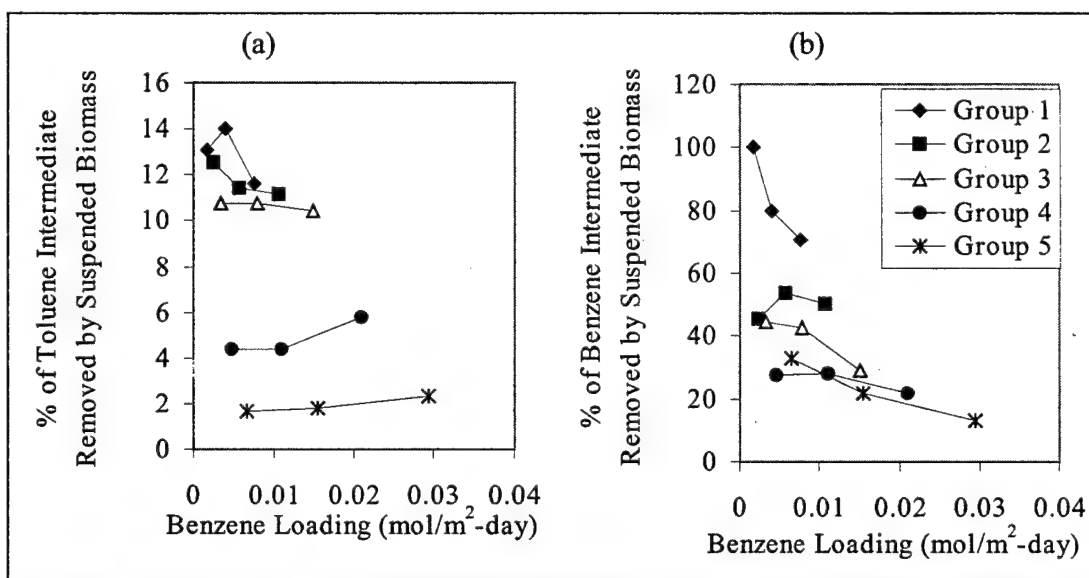 (a)
% of Toluene Intermediate
Removed by Suspended Biomass
16
14
12
10
8
6
4
2
0
0 0.01 0.02 0.03 0.04
Benzene Loading (mol/m²-day)
(b)
% of Benzene Intermediate
Removed by Suspended Biomass
120
100
80
60
40
20
0
0 0.01 0.02 0.03 0.04
Benzene Loading (mol/m²-day)
Group 1
Group 2
Group 3
Group 4
Group 5